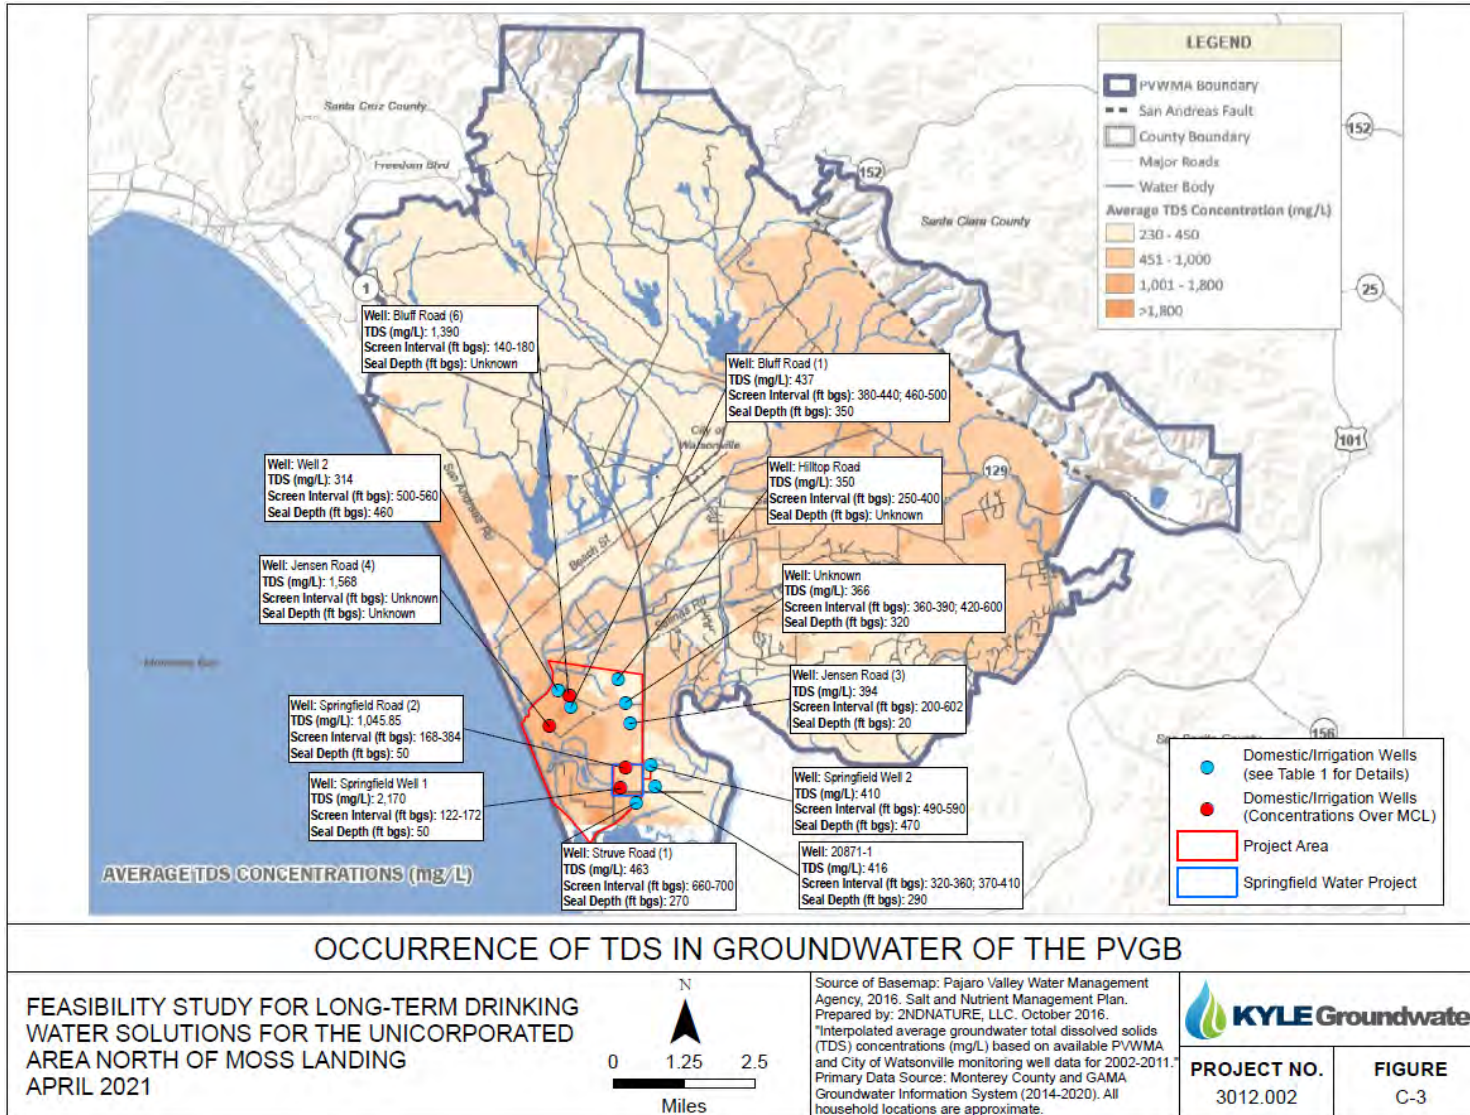 LEGEND
PVWMA Boundary
San Andreas Fault
County Boundary
Major Roads
Water Body
Average TDS Concentration (mg/L)
230 - 450
451 - 1,000
1,001 - 1,800
>1,800
Santa Cruz County
Freedom Blvd
152
152
Santa Clara County
25
1
101
129
156
City of
Watsonville
San Andreas Rd
Beach St
Salinas Rd
Monterey Bay
Well: Bluff Road (6)
TDS (mg/L): 1,390
Screen Interval (ft bgs): 140-180
Seal Depth (ft bgs): Unknown
Well: Bluff Road (1)
TDS (mg/L): 437
Screen Interval (ft bgs): 380-440; 460-500
Seal Depth (ft bgs): 350
Well: Well 2
TDS (mg/L): 314
Screen Interval (ft bgs): 500-560
Seal Depth (ft bgs): 460
Well: Hilltop Road
TDS (mg/L): 350
Screen Interval (ft bgs): 250-400
Seal Depth (ft bgs): Unknown
Well: Jensen Road (4)
TDS (mg/L): 1,568
Screen Interval (ft bgs): Unknown
Seal Depth (ft bgs): Unknown
Well: Unknown
TDS (mg/L): 366
Screen Interval (ft bgs): 360-390; 420-600
Seal Depth (ft bgs): 320
Well: Jensen Road (3)
TDS (mg/L): 394
Screen Interval (ft bgs): 200-602
Seal Depth (ft bgs): 20
Well: Springfield Road (2)
TDS (mg/L): 1,045.85
Screen Interval (ft bgs): 168-384
Seal Depth (ft bgs): 50
Well: Springfield Well 1
TDS (mg/L): 2,170
Screen Interval (ft bgs): 122-172
Seal Depth (ft bgs): 50
Well: Springfield Well 2
TDS (mg/L): 410
Screen Interval (ft bgs): 490-590
Seal Depth (ft bgs): 470
Well: Struve Road (1)
TDS (mg/L): 463
Screen Interval (ft bgs): 660-700
Seal Depth (ft bgs): 270
Well: 20871-1
TDS (mg/L): 416
Screen Interval (ft bgs): 320-360; 370-410
Seal Depth (ft bgs): 290
Domestic/Irrigation Wells
(see Table 1 for Details)
Domestic/Irrigation Wells
(Concentrations Over MCL)
Project Area
Springfield Water Project
AVERAGE TDS CONCENTRATIONS (mg/L)
OCCURRENCE OF TDS IN GROUNDWATER OF THE PVGB
FEASIBILITY STUDY FOR LONG-TERM DRINKING
WATER SOLUTIONS FOR THE UNICORPORATED
AREA NORTH OF MOSS LANDING
APRIL 2021
N
0 1.25 2.5
Miles
Source of Basemap: Pajaro Valley Water Management
Agency, 2016. Salt and Nutrient Management Plan.
Prepared by: 2NDNATURE, LLC. October 2016.
"Interpolated average groundwater total dissolved solids
(TDS) concentrations (mg/L) based on available PVWMA
and City of Watsonville monitoring well data for 2002-2011."
Primary Data Source: Monterey County and GAMA
Groundwater Information System (2014-2020). All
household locations are approximate.
KYLE Groundwate
PROJECT NO.
3012.002
FIGURE
C-3